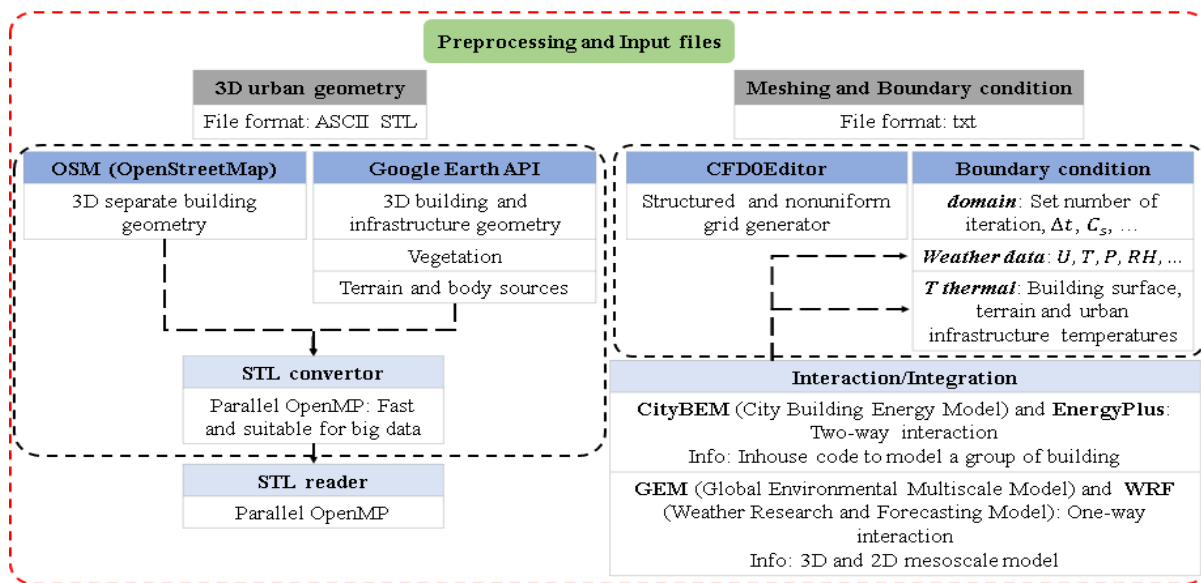 Preprocessing and Input files
3D urban geometry
File format: ASCII STL
OSM (OpenStreetMap)
3D separate building
geometry
Google Earth API
3D building and
infrastructure geometry
Vegetation
Terrain and body sources
STL convertor
Parallel OpenMP: Fast
and suitable for big data
STL reader
Parallel OpenMP
Meshing and Boundary condition
File format: txt
CFD0Editor
Structured and nonuniform
grid generator
Boundary condition
domain: Set number of
iteration, Δt, Cₛ, ...
Weather data: U, T, P, RH, ...
T thermal: Building surface,
terrain and urban
infrastructure temperatures
Interaction/Integration
CityBEM (City Building Energy Model) and EnergyPlus:
Two-way interaction
Info: Inhouse code to model a group of building
GEM (Global Environmental Multiscale Model) and WRF
(Weather Research and Forecasting Model): One-way
interaction
Info: 3D and 2D mesoscale model